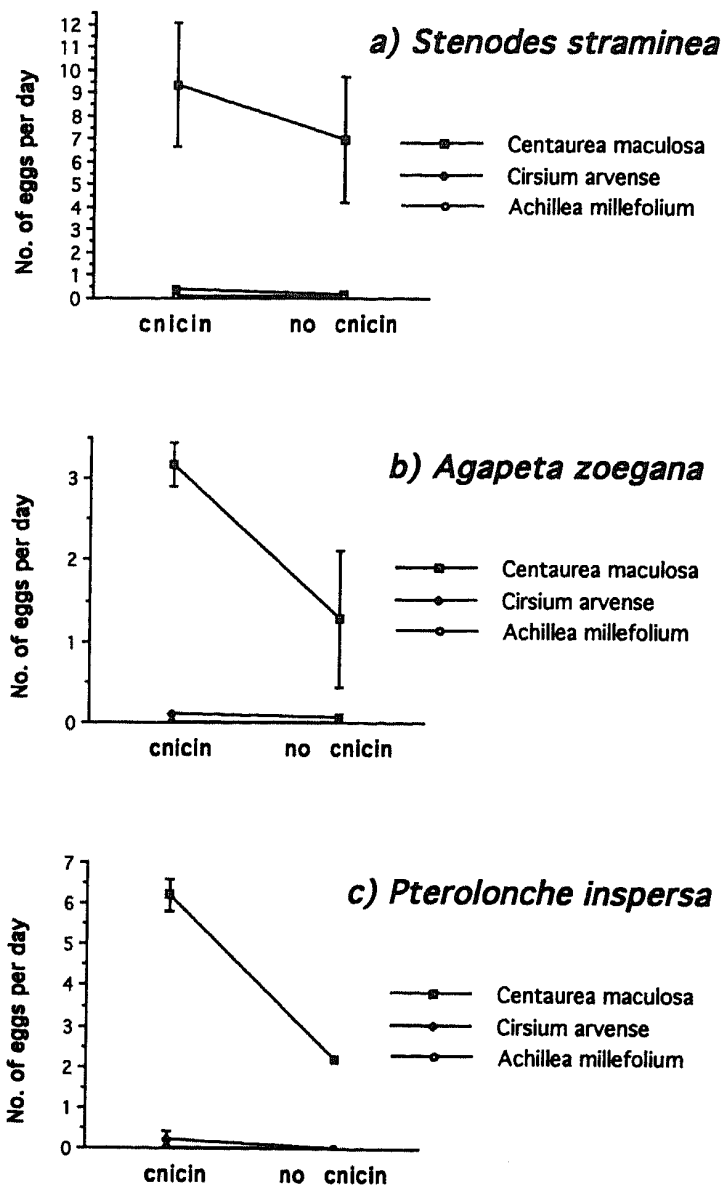 a) Stenodes straminea
No. of eggs per day
12
11
10
9
8
7
6
5
4
3
2
1
0
cnicin no cnicin
Centaurea maculosa
Cirsium arvense
Achillea millefolium
b) Agapeta zoegana
No. of eggs per day
3
2
1
0
cnicin no cnicin
Centaurea maculosa
Cirsium arvense
Achillea millefolium
c) Pterolonche inspersa
No. of eggs per day
7
6
5
4
3
2
1
0
cnicin no cnicin
Centaurea maculosa
Cirsium arvense
Achillea millefolium